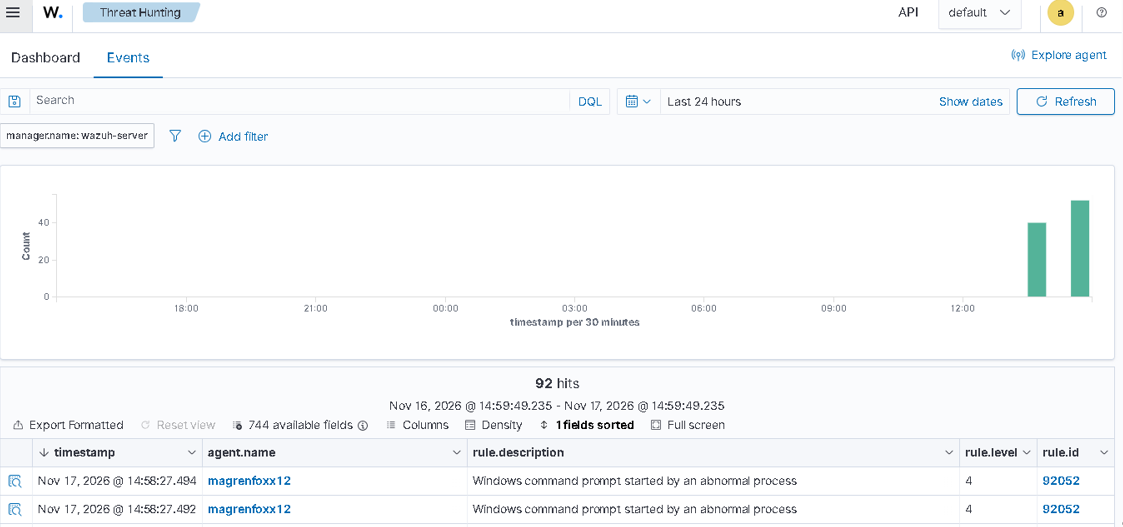 W. Threat Hunting API default a
Dashboard Events Explore agent
Search DQL Last 24 hours Show dates Refresh
manager.name: wazuh-server Add filter
40
20
0
Count
18:00 21:00 00:00 03:00 06:00 09:00 12:00
timestamp per 30 minutes
92 hits
Nov 16, 2026 @ 14:59:49.235 - Nov 17, 2026 @ 14:59:49.235
Export Formatted Reset view 744 available fields Columns Density 1 fields sorted Full screen
timestamp agent.name rule.description rule.level rule.id
Nov 17, 2026 @ 14:58:27.494 magrenfoxx12 Windows command prompt started by an abnormal process 4 92052
Nov 17, 2026 @ 14:58:27.492 magrenfoxx12 Windows command prompt started by an abnormal process 4 92052